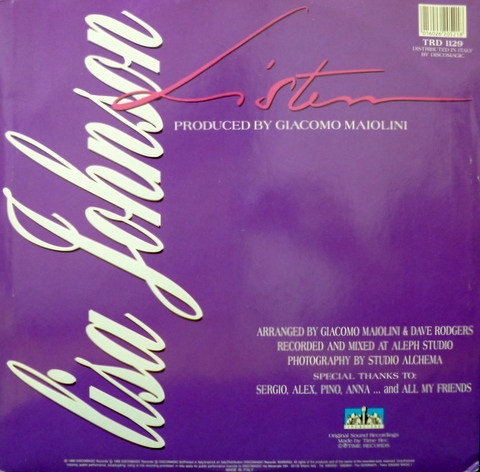 TRD 1129
DISTRIBUTED IN ITALY
BY DISCOMAGIC
lisa Johnson
Listen
PRODUCED BY GIACOMO MAIOLINI
ARRANGED BY GIACOMO MAIOLINI & DAVE RODGERS
RECORDED AND MIXED AT ALEPH STUDIO
PHOTOGRAPHY BY STUDIO ALCHEMA
SPECIAL THANKS TO:
SERGIO, ALEX, PINO, ANNA ... and ALL MY FRIENDS
Original Sound Recordings
Made by Time Rec.
℗©TIME RECORDS